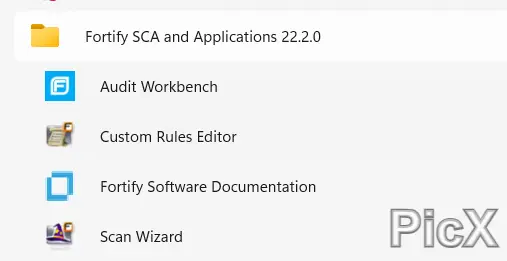 Fortify SCA and Applications 22.2.0
Audit Workbench
Custom Rules Editor
Fortify Software Documentation
Scan Wizard
PicX